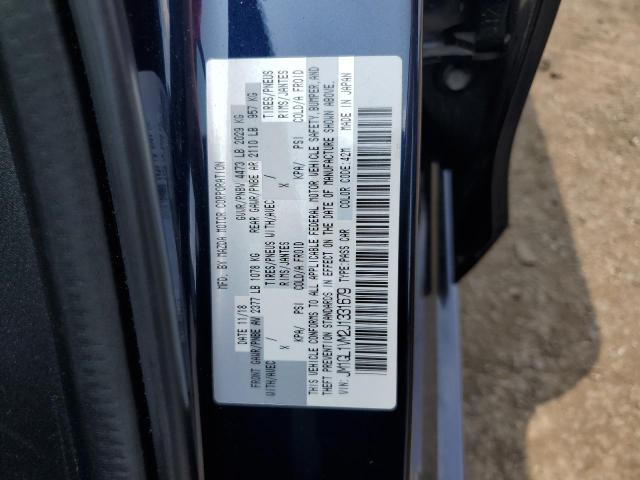 MFD. BY MAZDA MOTOR CORPORATION
DATE 11/18 GVWR/PNBV 4473 LB 2029 KG
FRONT GAWR/PNBE AV 2377 LB 1078 KG REAR GAWR/PNBE AR 2110 LB 957 KG
WITH/AVEC / TIRES/PNEUS WITH/AVEC / TIRES/PNEUS
X RIMS/JANTES X RIMS/JANTES
KPA/ PSI COLD/A FROID KPA/ PSI COLD/A FROID
THIS VEHICLE CONFORMS TO ALL APPLICABLE FEDERAL MOTOR VEHICLE SAFETY, BUMPER, AND
THEFT PREVENTION STANDARDS IN EFFECT ON THE DATE OF MANUFACTURE SHOWN ABOVE.
VIN: JM1GL1VM2J1331679 TYPE:PASS CAR COLOR CODE:42M MADE IN JAPAN